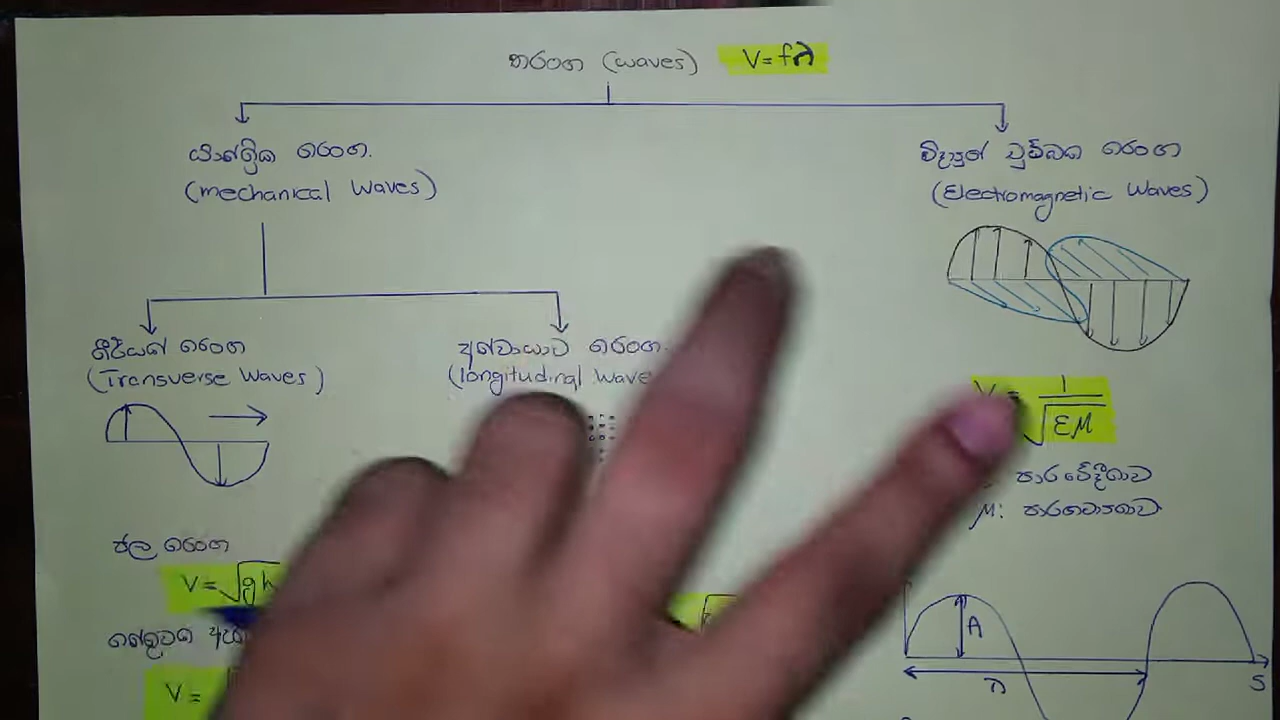 තරංග (waves) V=fλ
යාන්ත්‍රික තරංග.
(mechanical waves)
විද්‍යුත් චුම්බක තරංග
(Electromagnetic waves)
තීර්යක් තරංග
(Transverse waves)
අන්වායාම තරංග.
(longitudinal wave
V = 1/√εμ
පාරවේද්‍යතාව
μ: පාරගම්‍යතාව
ජල තරංග
V = √gh
A
λ
S
V =